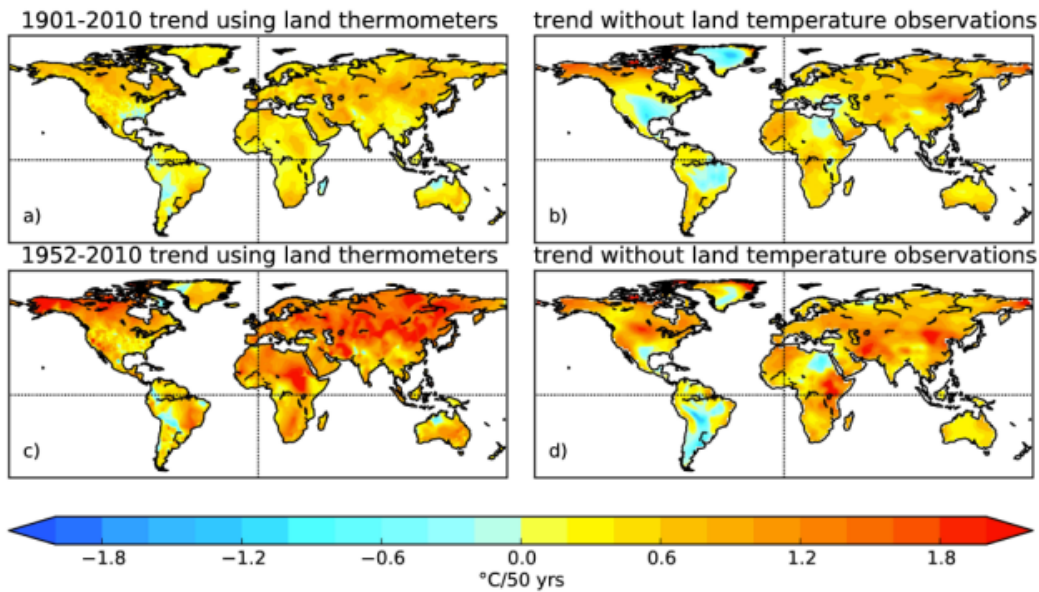 1901-2010 trend using land thermometers
trend without land temperature observations
a)
b)
1952-2010 trend using land thermometers
trend without land temperature observations
c)
d)
−1.8 −1.2 −0.6 0.0 0.6 1.2 1.8
°C/50 yrs